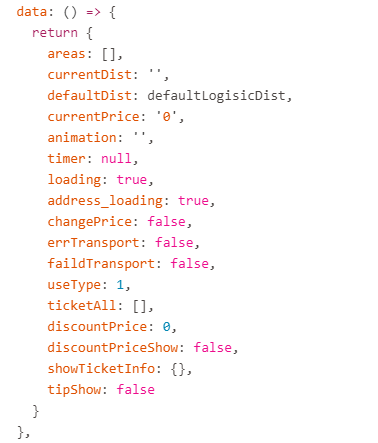 data: () => {
return {
areas: [],
currentDist: '',
defaultDist: defaultLogisicDist,
currentPrice: '0',
animation: '',
timer: null,
loading: true,
address_loading: true,
changePrice: false,
errTransport: false,
faildTransport: false,
useType: 1,
ticketAll: [],
discountPrice: 0,
discountPriceShow: false,
showTicketInfo: {},
tipShow: false
}
},